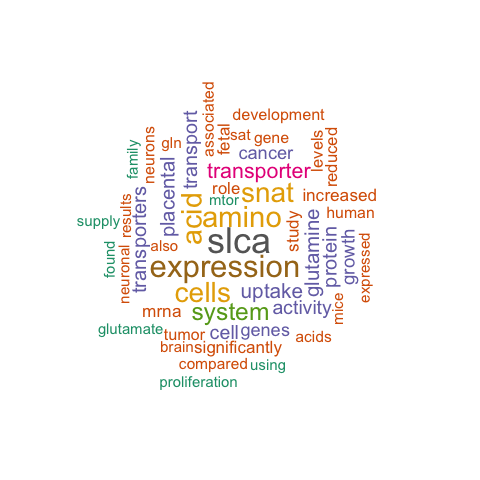 associated
development
fetal
sat
gene
transport
neurons
gln
family
cancer
levels
reduced
placental
transporter
role
snat
increased
mtor
acid
amino
human
transporters
results
supply
also
slca
study
glutamine
protein
growth
expressed
found
neuronal
expression
cells
uptake
activity
mice
mrna
system
glutamate
tumor
cell
genes
acids
brain
significantly
compared
using
proliferation